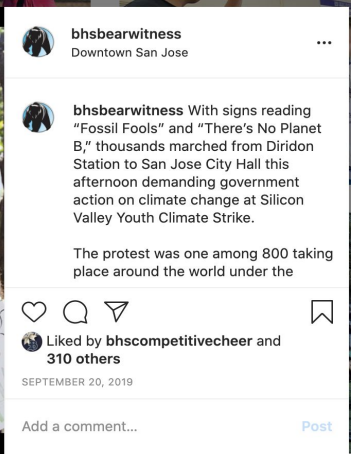 bhsbearwitness
Downtown San Jose
bhsbearwitness With signs reading
“Fossil Fools” and “There’s No Planet
B,” thousands marched from Diridon
Station to San Jose City Hall this
afternoon demanding government
action on climate change at Silicon
Valley Youth Climate Strike.
The protest was one among 800 taking
place around the world under the
Liked by bhscompetitivecheer and
310 others
SEPTEMBER 20, 2019
Add a comment...
Post